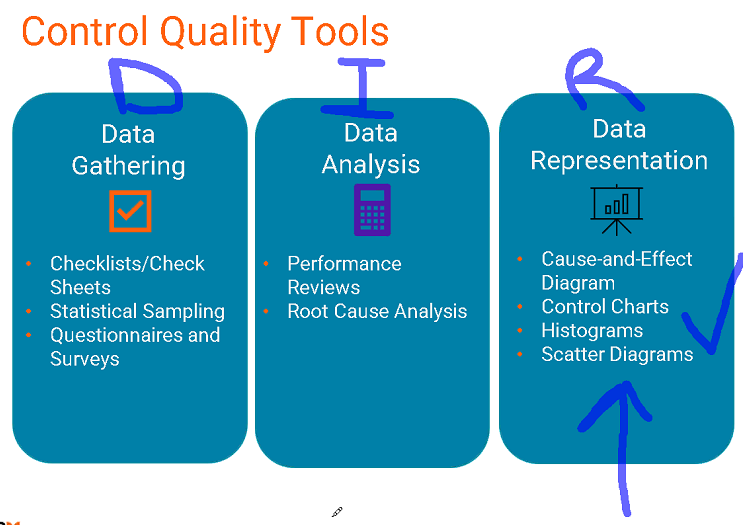 Control Quality Tools
D I R
Data
Gathering
• Checklists/Check
Sheets
• Statistical Sampling
• Questionnaires and
Surveys
Data
Analysis
• Performance
Reviews
• Root Cause Analysis
Data
Representation
• Cause-and-Effect
Diagram
• Control Charts
• Histograms
• Scatter Diagrams